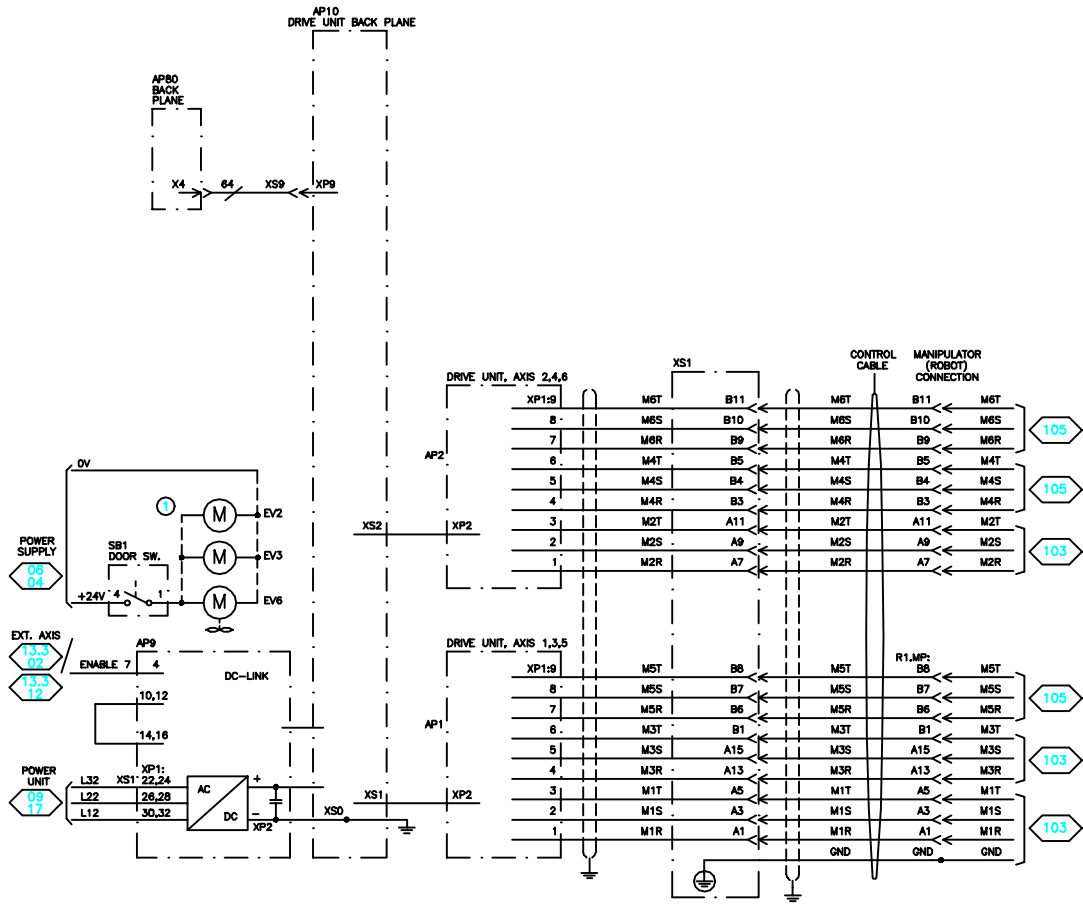 AP10
DRIVE UNIT BACK PLANE
AP80
BACK
PLANE
X4 64 XS9 XP9
CONTROL
CABLE
MANIPULATOR
(ROBOT)
CONNECTION
XS1
DRIVE UNIT, AXIS 2,4,6
XP1:9 M6T B11 M6T B11 M6T
8 M6S B10 M6S B10 M6S
105
7 M6R B9 M6R B9 M6R
AP2
6 M4T B5 M4T B5 M4T
5 M4S B4 M4S B4 M4S
105
4 M4R B3 M4R B3 M4R
XS2 XP2
3 M2T A11 M2T A11 M2T
2 M2S A9 M2S A9 M2S
103
1 M2R A7 M2R A7 M2R
0V
1
M EV2
POWER
SUPPLY
06
04
SB1
DOOR SW.
M EV3
+24V 4 1 M EV6
EXT. AXIS
13.3
02
13.3
12
AP9
ENABLE 7 4
DC-LINK
10,12
14,16
DRIVE UNIT, AXIS 1,3,5
R1.MP:
XP1:9 M5T B8 M5T B8 M5T
8 M5S B7 M5S B7 M5S
105
7 M5R B6 M5R B6 M5R
AP1
6 M3T B1 M3T B1 M3T
5 M3S A15 M3S A15 M3S
103
4 M3R A13 M3R A13 M3R
POWER
UNIT
09
17
XP1:
L32 XS1 22,24 AC +
L22 26,28
L12 30,32 DC -
XP2
XS0
XS1 XP2
3 M1T A5 M1T A5 M1T
2 M1S A3 M1S A3 M1S
103
1 M1R A1 M1R A1 M1R
GND GND GND